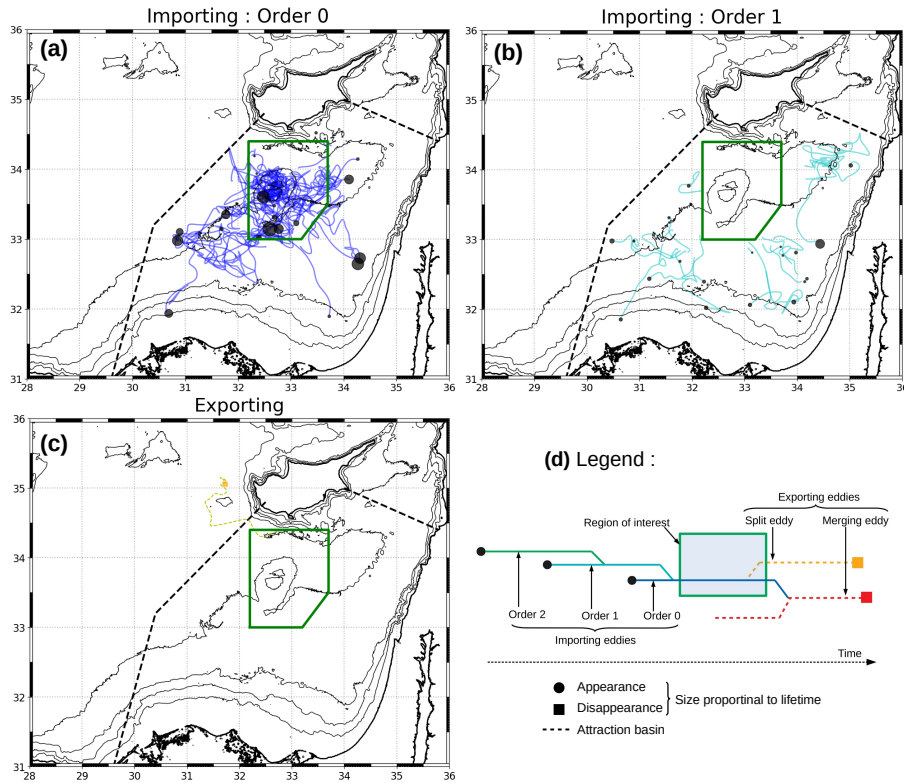 Importing : Order 0
(a)
36
35
34
33
32
31
28 29 30 31 32 33 34 35 36
Importing : Order 1
(b)
36
35
34
33
32
31
28 29 30 31 32 33 34 35 36
Exporting
(c)
36
35
34
33
32
31
28 29 30 31 32 33 34 35 36
(d) Legend :
Exporting eddies
Region of interest
Split eddy
Merging eddy
Order 2
Order 1
Order 0
Importing eddies
Time
Appearance
Disappearance
Size proportinal to lifetime
Attraction basin